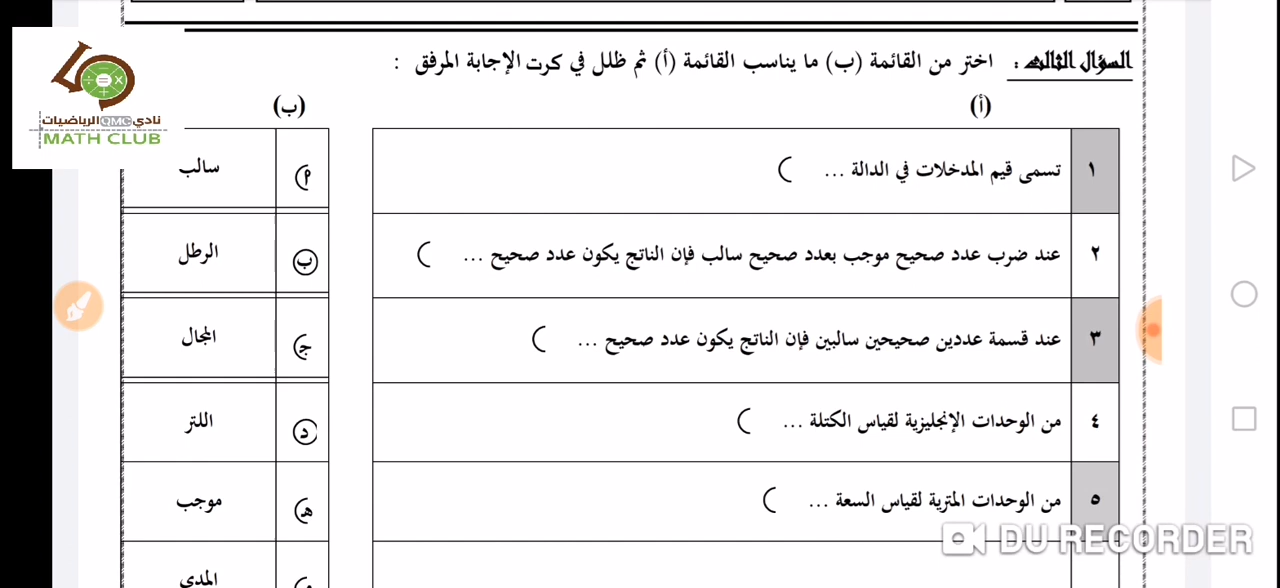 السؤال الثالث : اختر من القائمة (ب) ما يناسب القائمة (أ) ثم ظلل في كرت الإجابة المرفق :
(أ)
(ب)
١ تسمى قيم المدخلات في الدالة ... (
أ سالب
٢ عند ضرب عدد صحيح موجب بعدد صحيح سالب فإن الناتج يكون عدد صحيح ... (
ب الرطل
٣ عند قسمة عددين صحيحين سالبين فإن الناتج يكون عدد صحيح ... (
ج المجال
٤ من الوحدات الإنجليزية لقياس الكتلة ... (
د اللتر
٥ من الوحدات المترية لقياس السعة ... (
هـ موجب
المدى
نادي QMC الرياضيات
MATH CLUB
DU RECORDER